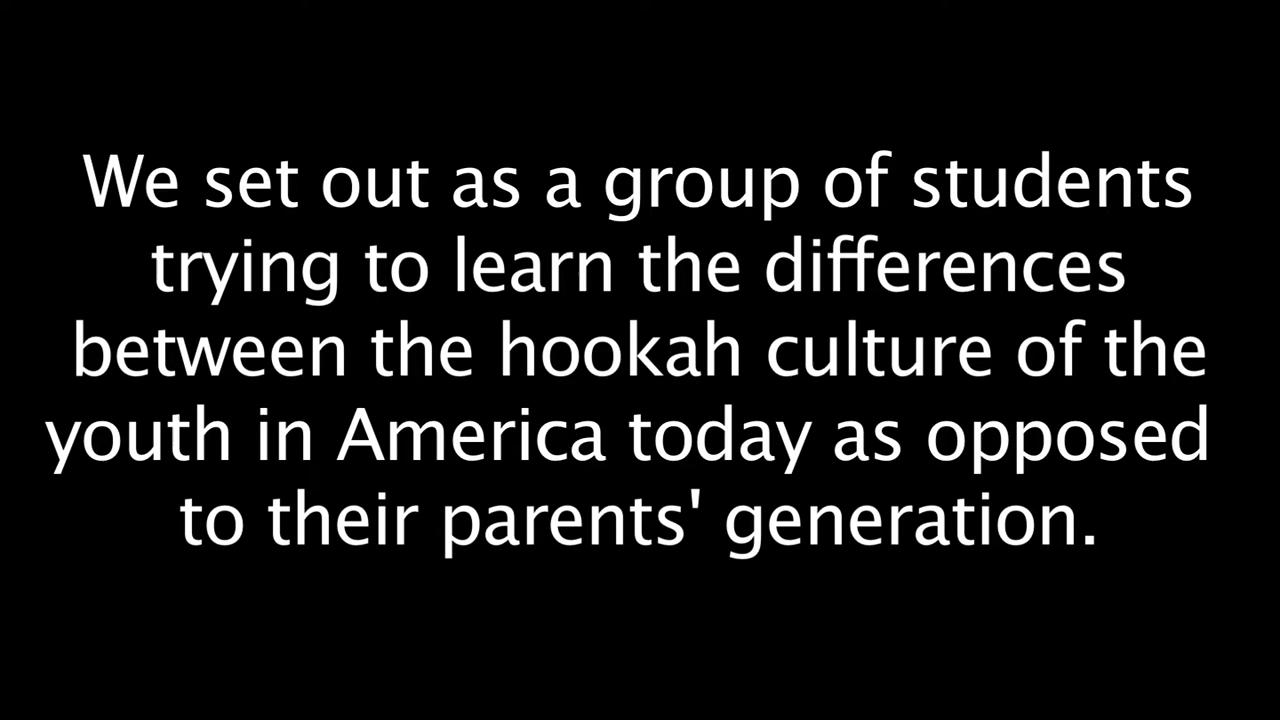 We set out as a group of students
trying to learn the differences
between the hookah culture of the
youth in America today as opposed
to their parents' generation.